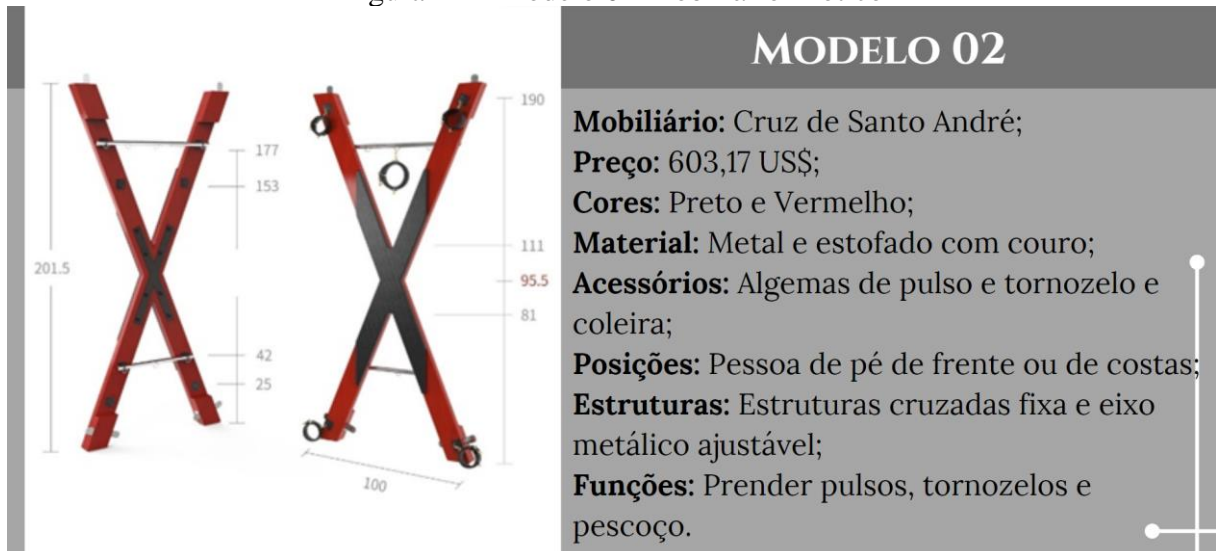 MODELO 02
Mobiliário: Cruz de Santo André;
Preço: 603,17 US$;
Cores: Preto e Vermelho;
Material: Metal e estofado com couro;
Acessórios: Algemas de pulso e tornozelo e
coleira;
Posições: Pessoa de pé de frente ou de costas;
Estruturas: Estruturas cruzadas fixa e eixo
metálico ajustável;
Funções: Prender pulsos, tornozelos e
pescoço.
201.5
177
153
42
25
190
111
95.5
81
100